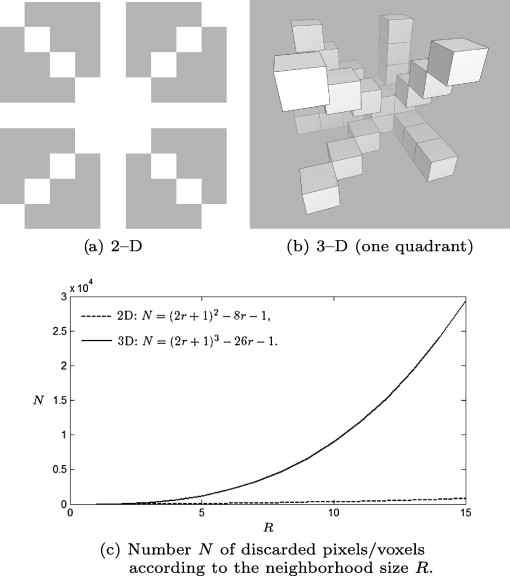 (a) 2–D
(b) 3–D (one quadrant)
x 10^4
3
2.5
2
1.5
1
0.5
0
N
2D: N = (2r + 1)^2 − 8r − 1,
3D: N = (2r + 1)^3 − 26r − 1.
0 5 10 15
R
(c) Number N of discarded pixels/voxels
according to the neighborhood size R.